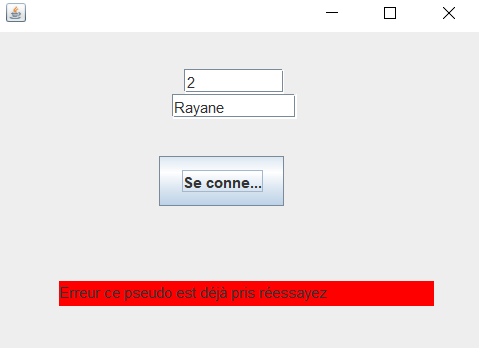 2
Rayane
Se conne...
Erreur ce pseudo est déjà pris réessayez